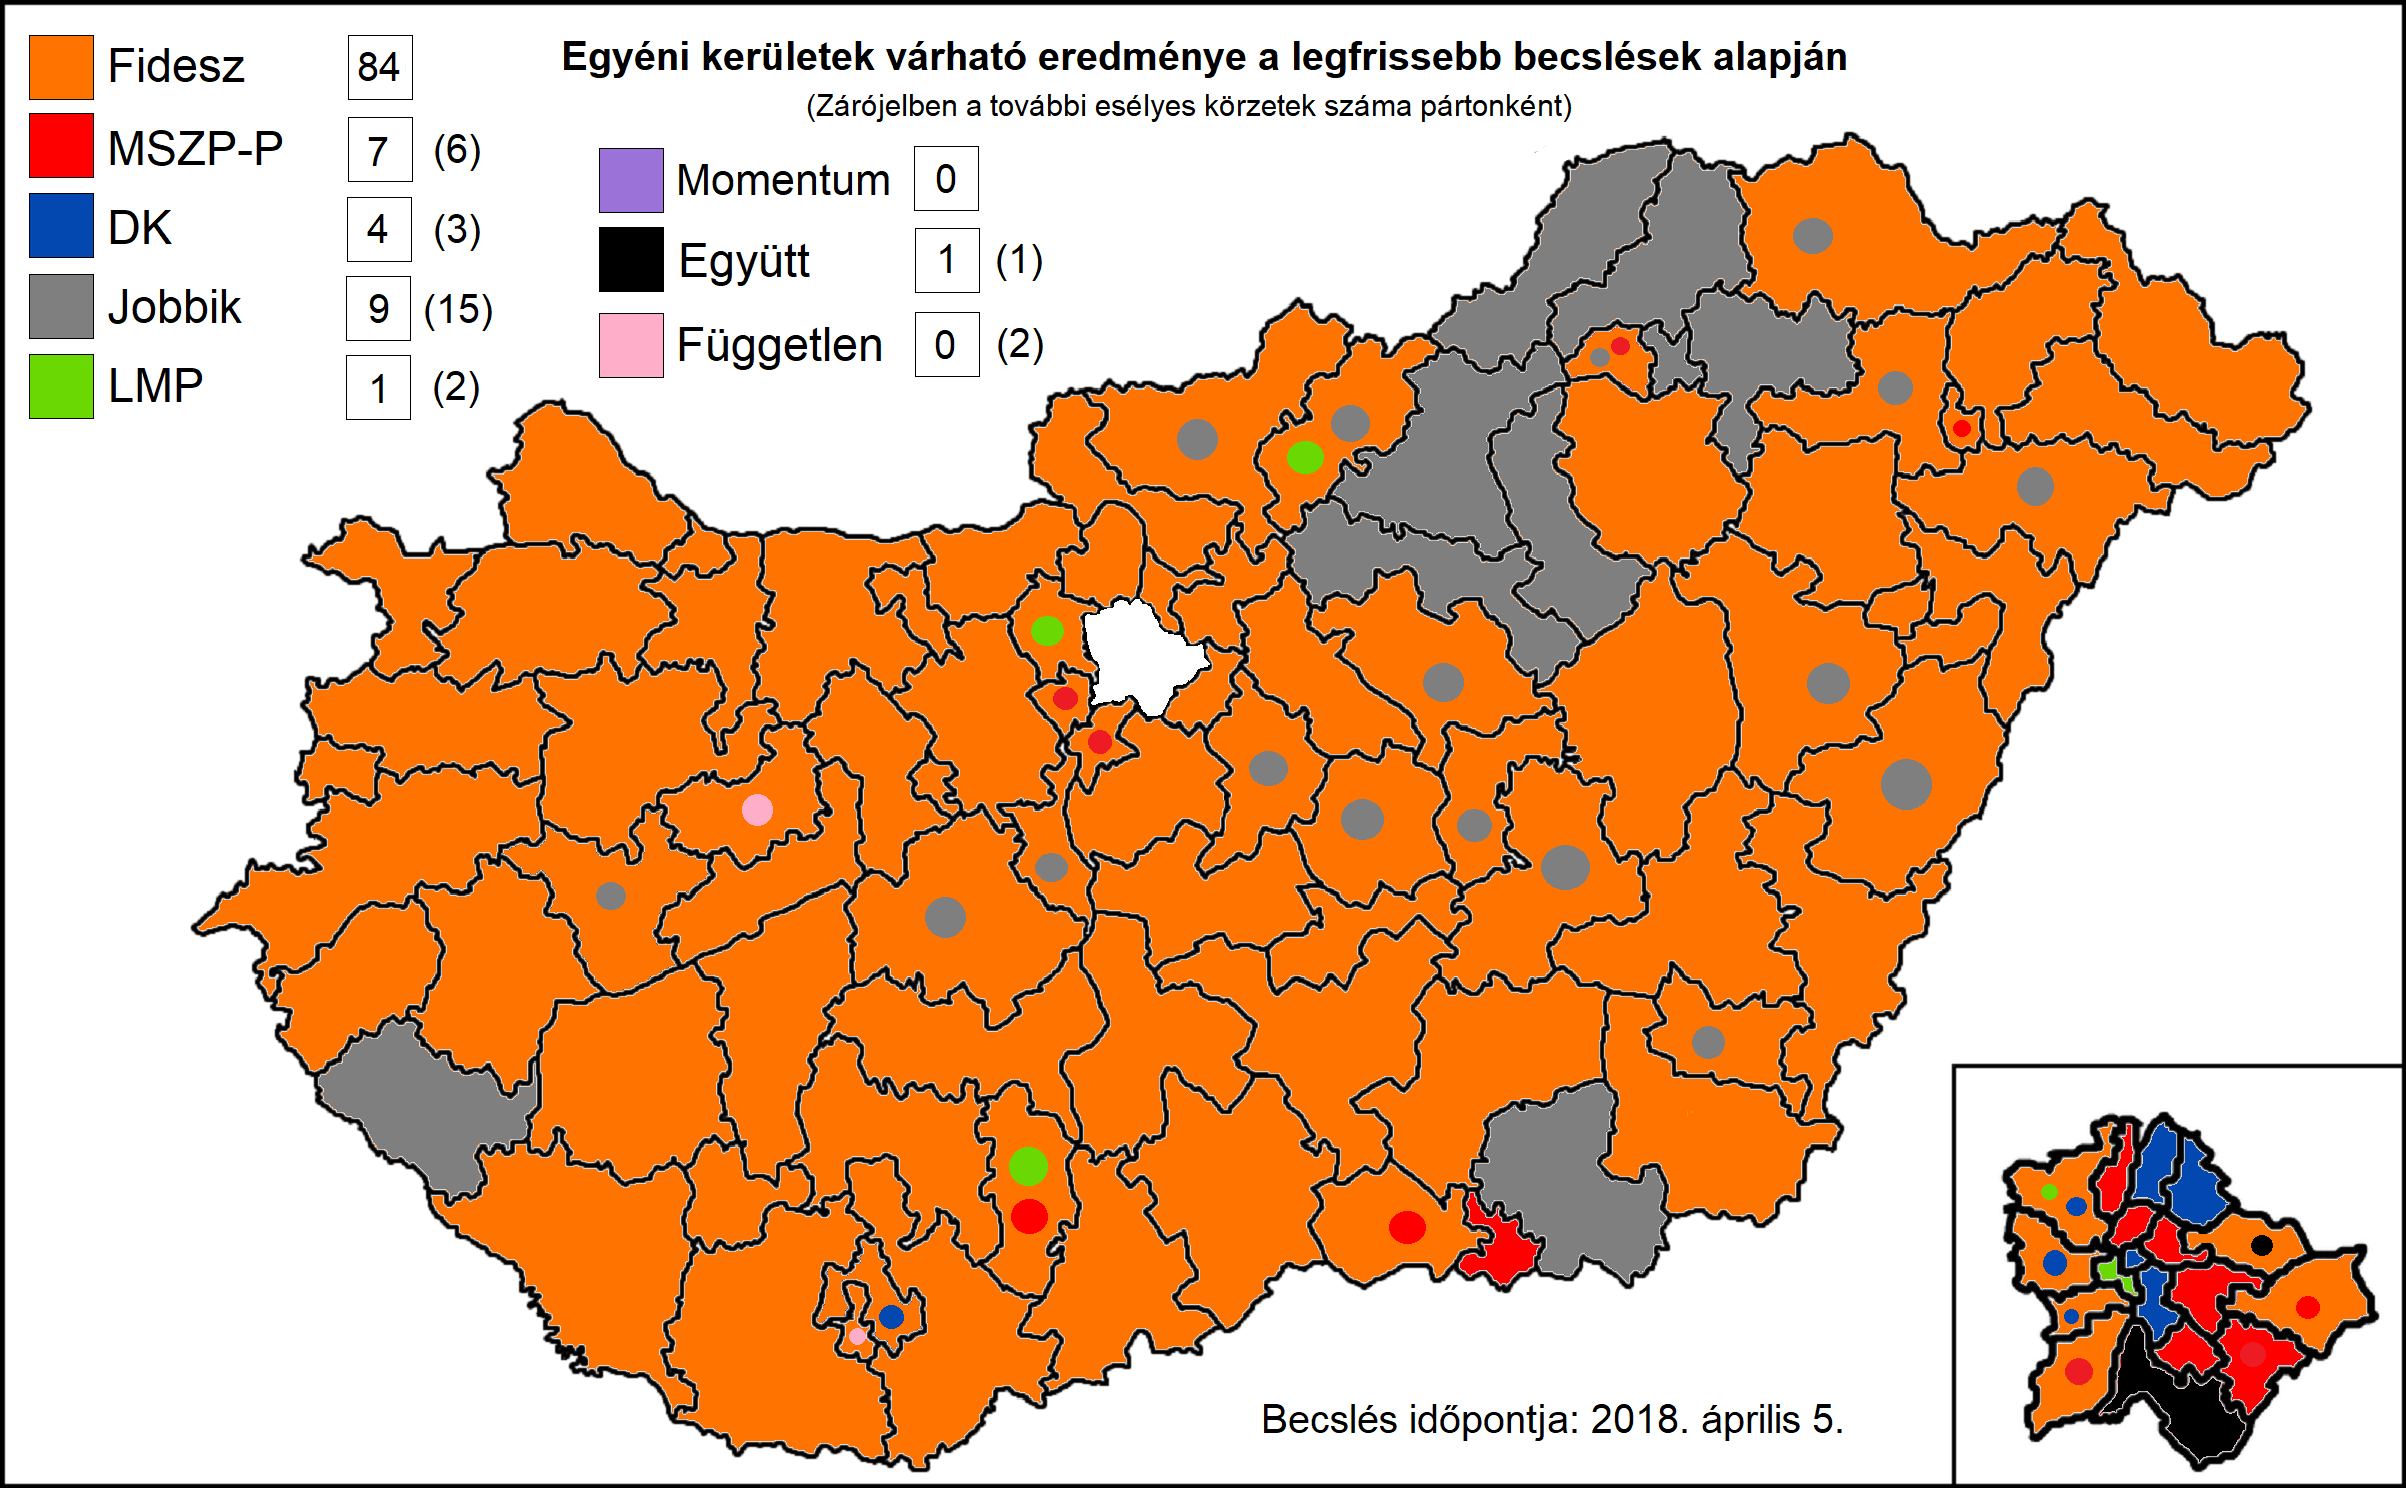 Egyéni kerületek várható eredménye a legfrissebb becslések alapján
(Zárójelben a további esélyes körzetek száma pártonként)
Fidesz 84
MSZP-P 7 (6)
DK 4 (3)
Jobbik 9 (15)
LMP 1 (2)
Momentum 0
Együtt 1 (1)
Független 0 (2)
Becslés időpontja: 2018. április 5.